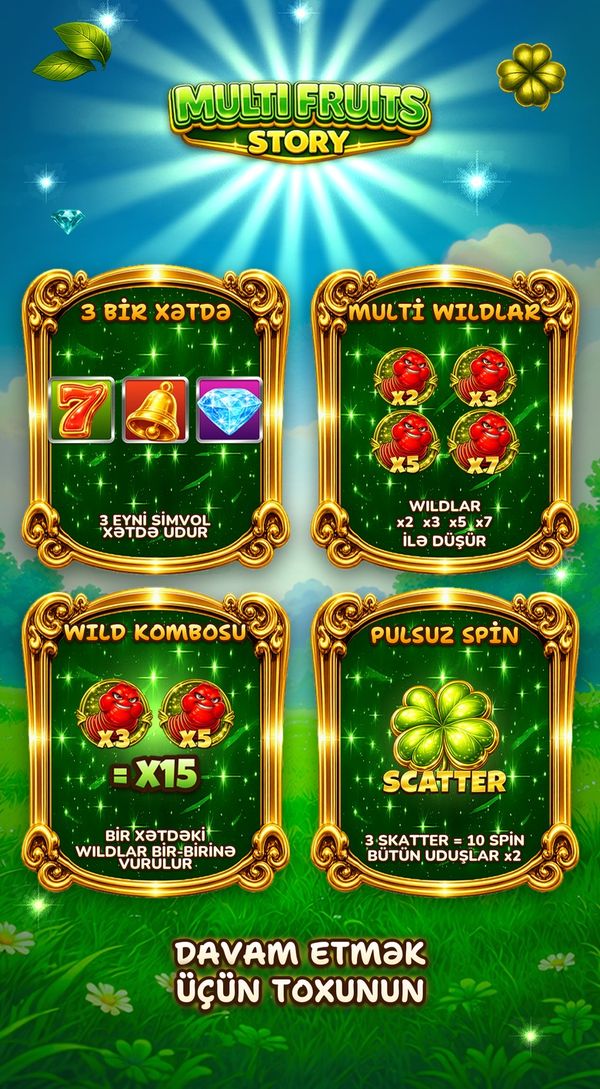 MULTI FRUITS
STORY
3 BİR XƏTDƏ
3 EYNİ SİMVOL
XƏTDƏ UDUR
MULTİ WILDLAR
x2
x3
x5
x7
WILDLAR
x2 x3 x5 x7
İLƏ DÜŞÜR
WILD KOMBOSU
x3
x5
= X15
BİR XƏTDƏKİ
WILDLAR BİR-BİRİNƏ
VURULUR
PULSUZ SPİN
SCATTER
3 SKATTER = 10 SPİN
BÜTÜN UDUŞLAR x2
DAVAM ETMƏK
ÜÇÜN TOXUNUN